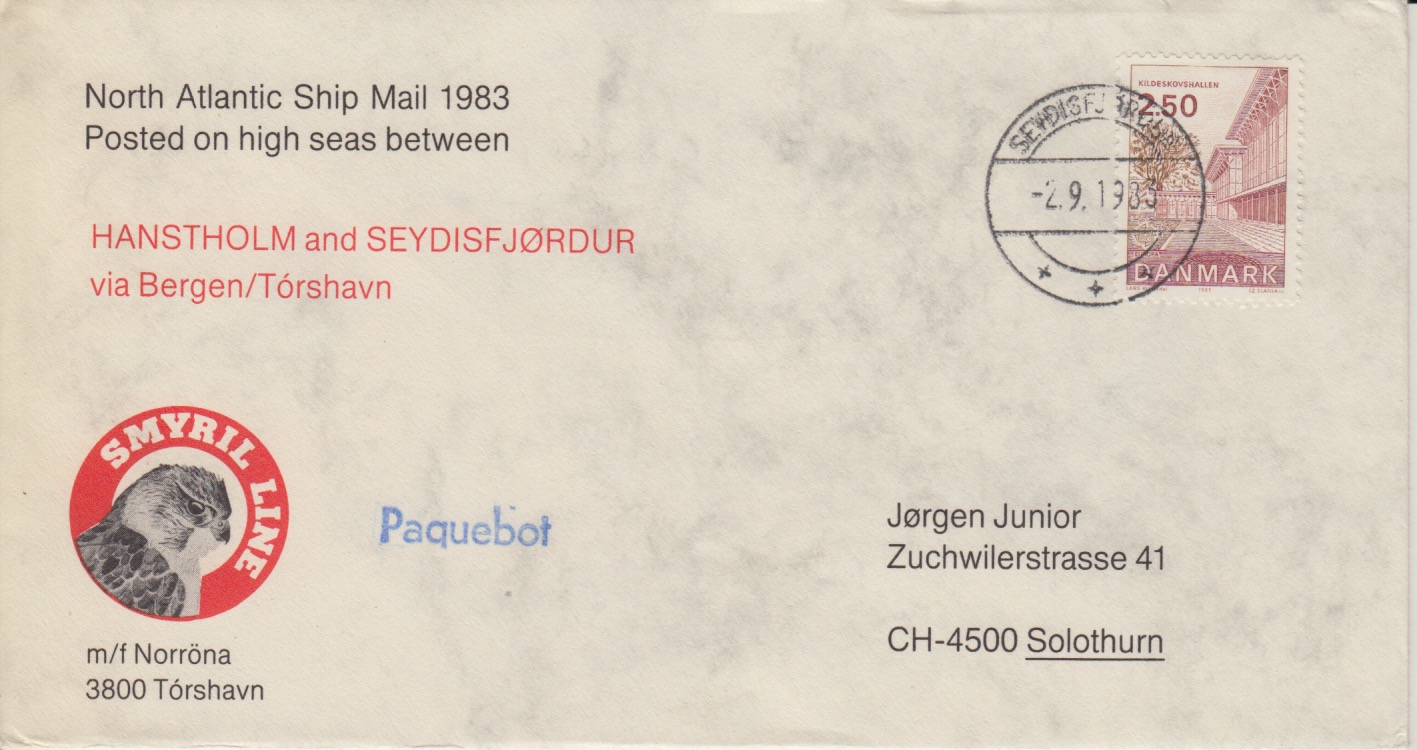 North Atlantic Ship Mail 1983
Posted on high seas between
HANSTHOLM and SEYDISFJØRDUR
via Bergen/Tórshavn
KILDESKOVSHALLEN
2.50
DANMARK
1981
-2.9.1983
SMYRIL LINE
Paquebot
m/f Norröna
3800 Tórshavn
Jørgen Junior
Zuchwilerstrasse 41
CH-4500 Solothurn